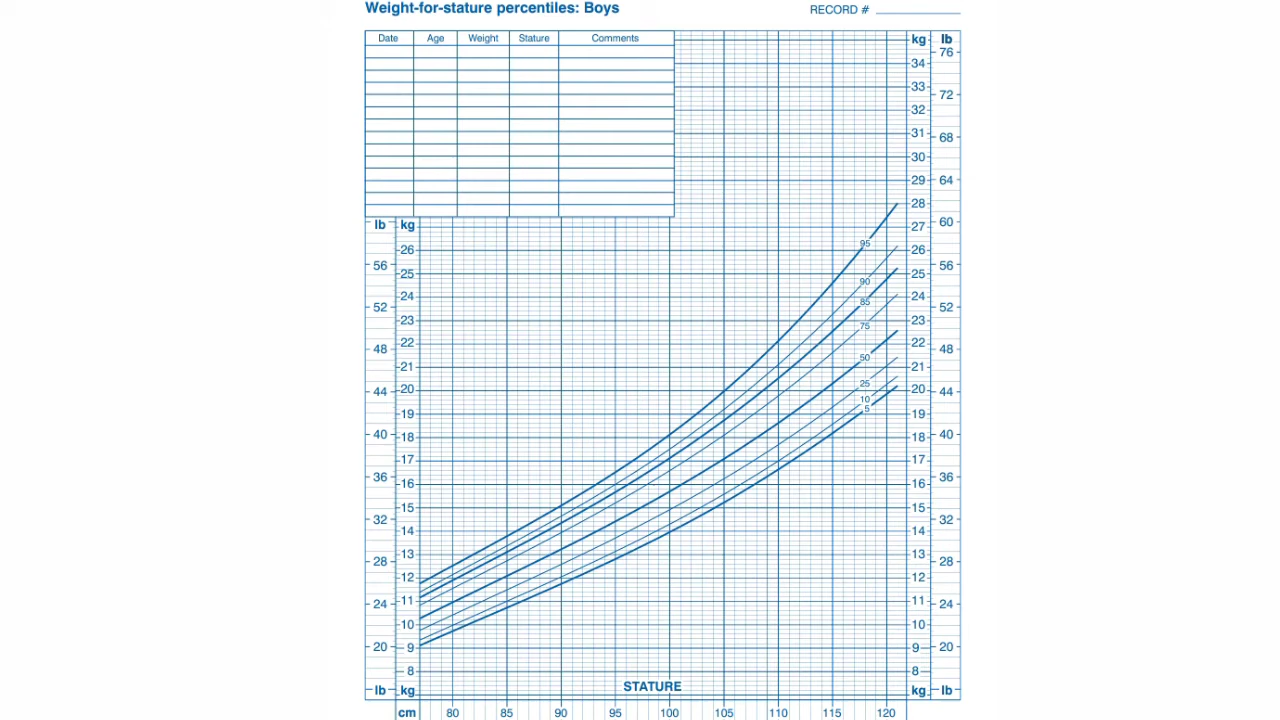 Weight-for-stature percentiles: Boys RECORD #
Date Age Weight Stature Comments kg lb
76
34
33 72
32
31 68
30
29 64
28
lb kg 27 60
26 26
95
56 25 25 56
90
24 24
85
52 23 23 52
75
48 22 22 48
50
21 21
25
44 20 20 44
10
5
19 19
40 18 18 40
17 17
36 16 16 36
15 15
32 14 14 32
13 13
28 12 12 28
24 11 11 24
10 10
20 9 9 20
8 8
lb kg STATURE kg lb
cm 80 85 90 95 100 105 110 115 120